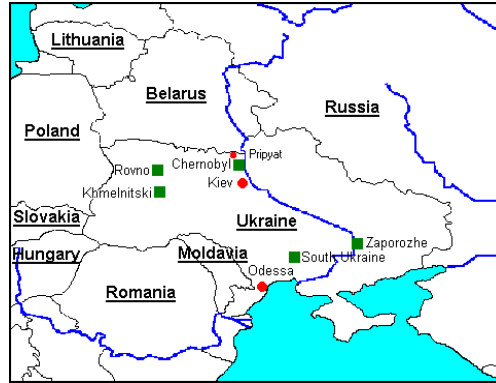 Lithuania
Belarus
Russia
Poland
Pripyat
Chernobyl
Rovno
Kiev
Khmelnitski
Slovakia
Ukraine
Hungary
Moldavia
Zaporozhe
South Ukraine
Odessa
Romania